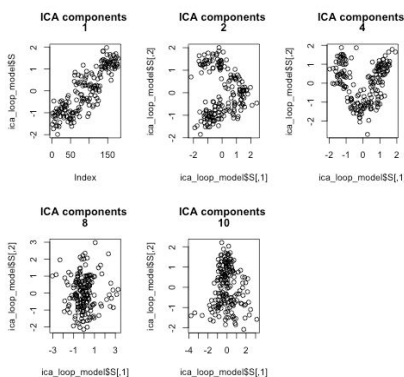 ICA components
1
ica_loop_model$S
2
1
0
-1
-2
0 50 150
Index
ICA components
2
ica_loop_model$S[,2]
2
1
0
-1
-2
-2 0 1 2
ica_loop_model$S[,1]
ICA components
4
ica_loop_model$S[,2]
2
1
0
-1
-2
-2 -1 0 1 2
ica_loop_model$S[,1]
ICA components
8
ica_loop_model$S[,2]
3
2
1
0
-1
-2
-3 -1 1 3
ica_loop_model$S[,1]
ICA components
10
ica_loop_model$S[,2]
2
1
0
-1
-2
-4 -2 0 2
ica_loop_model$S[,1]